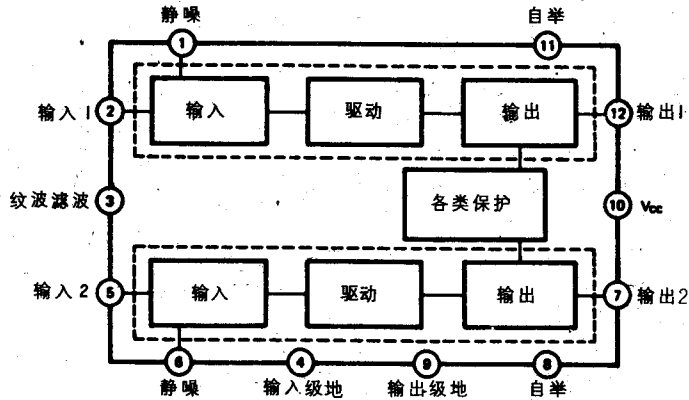 静噪
自举
1
11
输入1
2
输入
驱动
输出
12
输出1
纹波滤波
3
各类保护
10
Vcc
输入2
5
输入
驱动
输出
7
输出2
6
4
9
8
静噪
输入级地
输出级地
自举